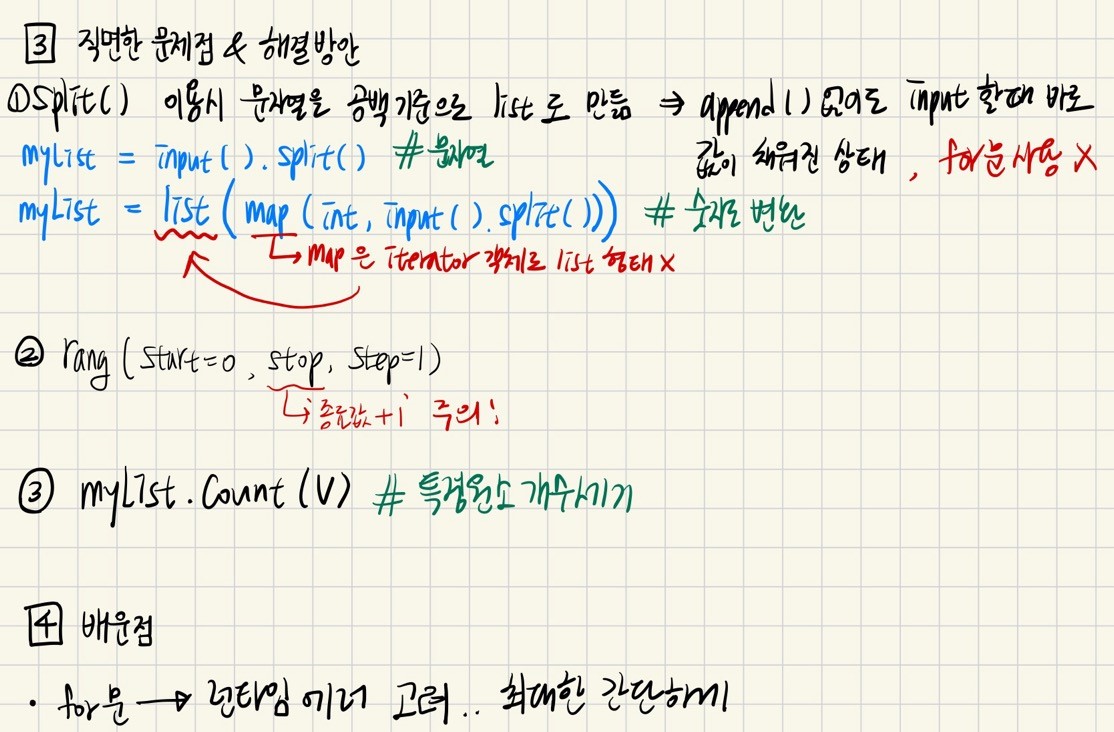 3 직면한 문제점 & 해결방안
① split() 이용시 문자열을 공백 기준으로 list로 만듦 ⇒ append() 없이도 input 할때 바로
값이 채워진 상태, for문 사용 X
myList = input().split() # 문자열
myList = list(map(int, input().split())) # 숫자로 변환
map은 iterator 객체로 list 형태 X
② rang(start=0, stop, step=1)
종료값+1 주의!
③ myList.count(V) # 특정원소 개수세기
4 배운점
· for문 → 런타임 에러 고려.. 최대한 간단하게